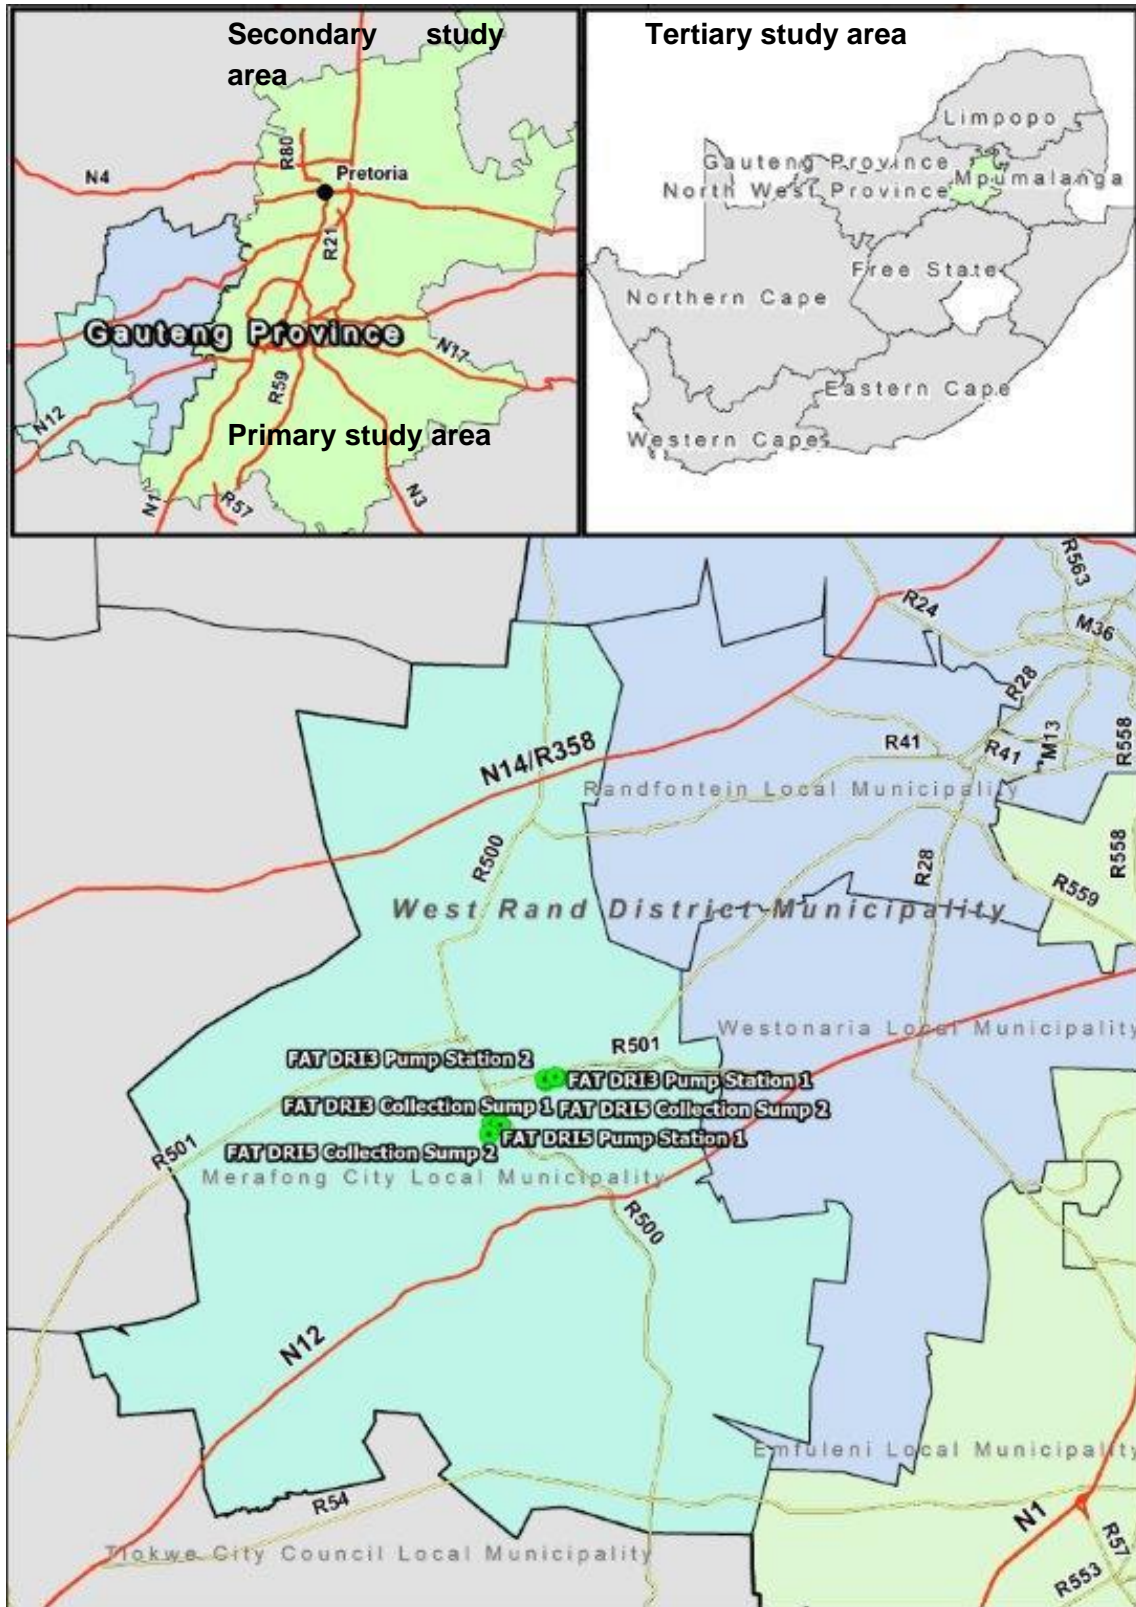 Secondary study
area
R80
Pretoria
N4
R21
Gauteng Province
N17
R59
N12
Primary study area
N1
R57
N3
Tertiary study area
Limpopo
Gauteng Province
North West Province
Mpumalanga
Free State
Northern Cape
Eastern Cape
Western Cape
R563
R24
M36
R28
N14/R358
R41
R41
M13
R558
Randfontein Local Municipality
R500
R28
R558
R559
West Rand District Municipality
Westonaria Local Municipality
R501
FAT DRI3 Pump Station 2
FAT DRI3 Pump Station 1
FAT DRI3 Collection Sump 1
FAT DRI5 Collection Sump 2
FAT DRI5 Pump Station 1
R501
FAT DRI5 Collection Sump 2
Merafong City Local Municipality
R500
N12
Emfuleni Local Municipality
R54
N1
R57
Tlokwe City Council Local Municipality
R553